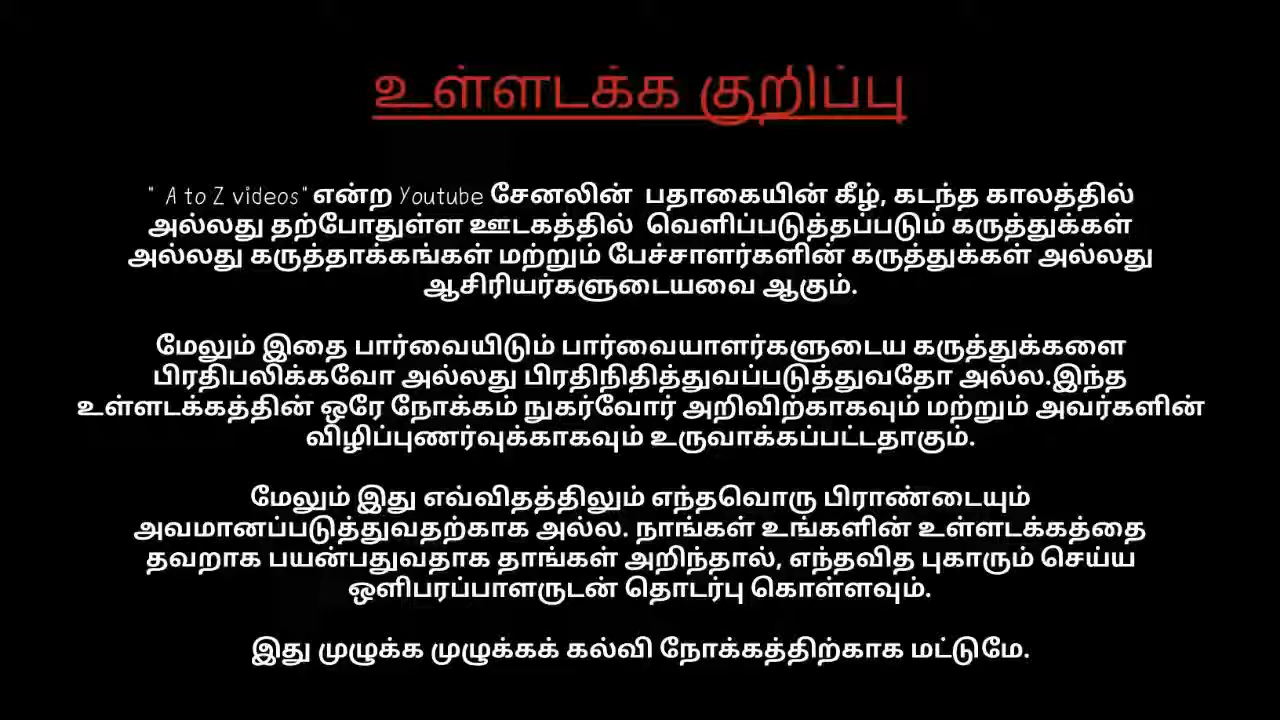 உள்ளடக்க குறிப்பு
" A to Z videos" என்ற Youtube சேனலின் பதாகையின் கீழ், கடந்த காலத்தில்
அல்லது தற்போதுள்ள ஊடகத்தில் வெளிப்படுத்தப்படும் கருத்துக்கள்
அல்லது கருத்தாக்கங்கள் மற்றும் பேச்சாளர்களின் கருத்துக்கள் அல்லது
ஆசிரியர்களுடையவை ஆகும்.
மேலும் இதை பார்வையிடும் பார்வையாளர்களுடைய கருத்துக்களை
பிரதிபலிக்கவோ அல்லது பிரதிநிதித்துவப்படுத்துவதோ அல்ல.இந்த
உள்ளடக்கத்தின் ஒரே நோக்கம் நுகர்வோர் அறிவிற்காகவும் மற்றும் அவர்களின்
விழிப்புணர்வுக்காகவும் உருவாக்கப்பட்டதாகும்.
மேலும் இது எவ்விதத்திலும் எந்தவொரு பிராண்டையும்
அவமானப்படுத்துவதற்காக அல்ல. நாங்கள் உங்களின் உள்ளடக்கத்தை
தவறாக பயன்பதுவதாக தாங்கள் அறிந்தால், எந்தவித புகாரும் செய்ய
ஒளிபரப்பாளருடன் தொடர்பு கொள்ளவும்.
இது முழுக்க முழுக்கக் கல்வி நோக்கத்திற்காக மட்டுமே.